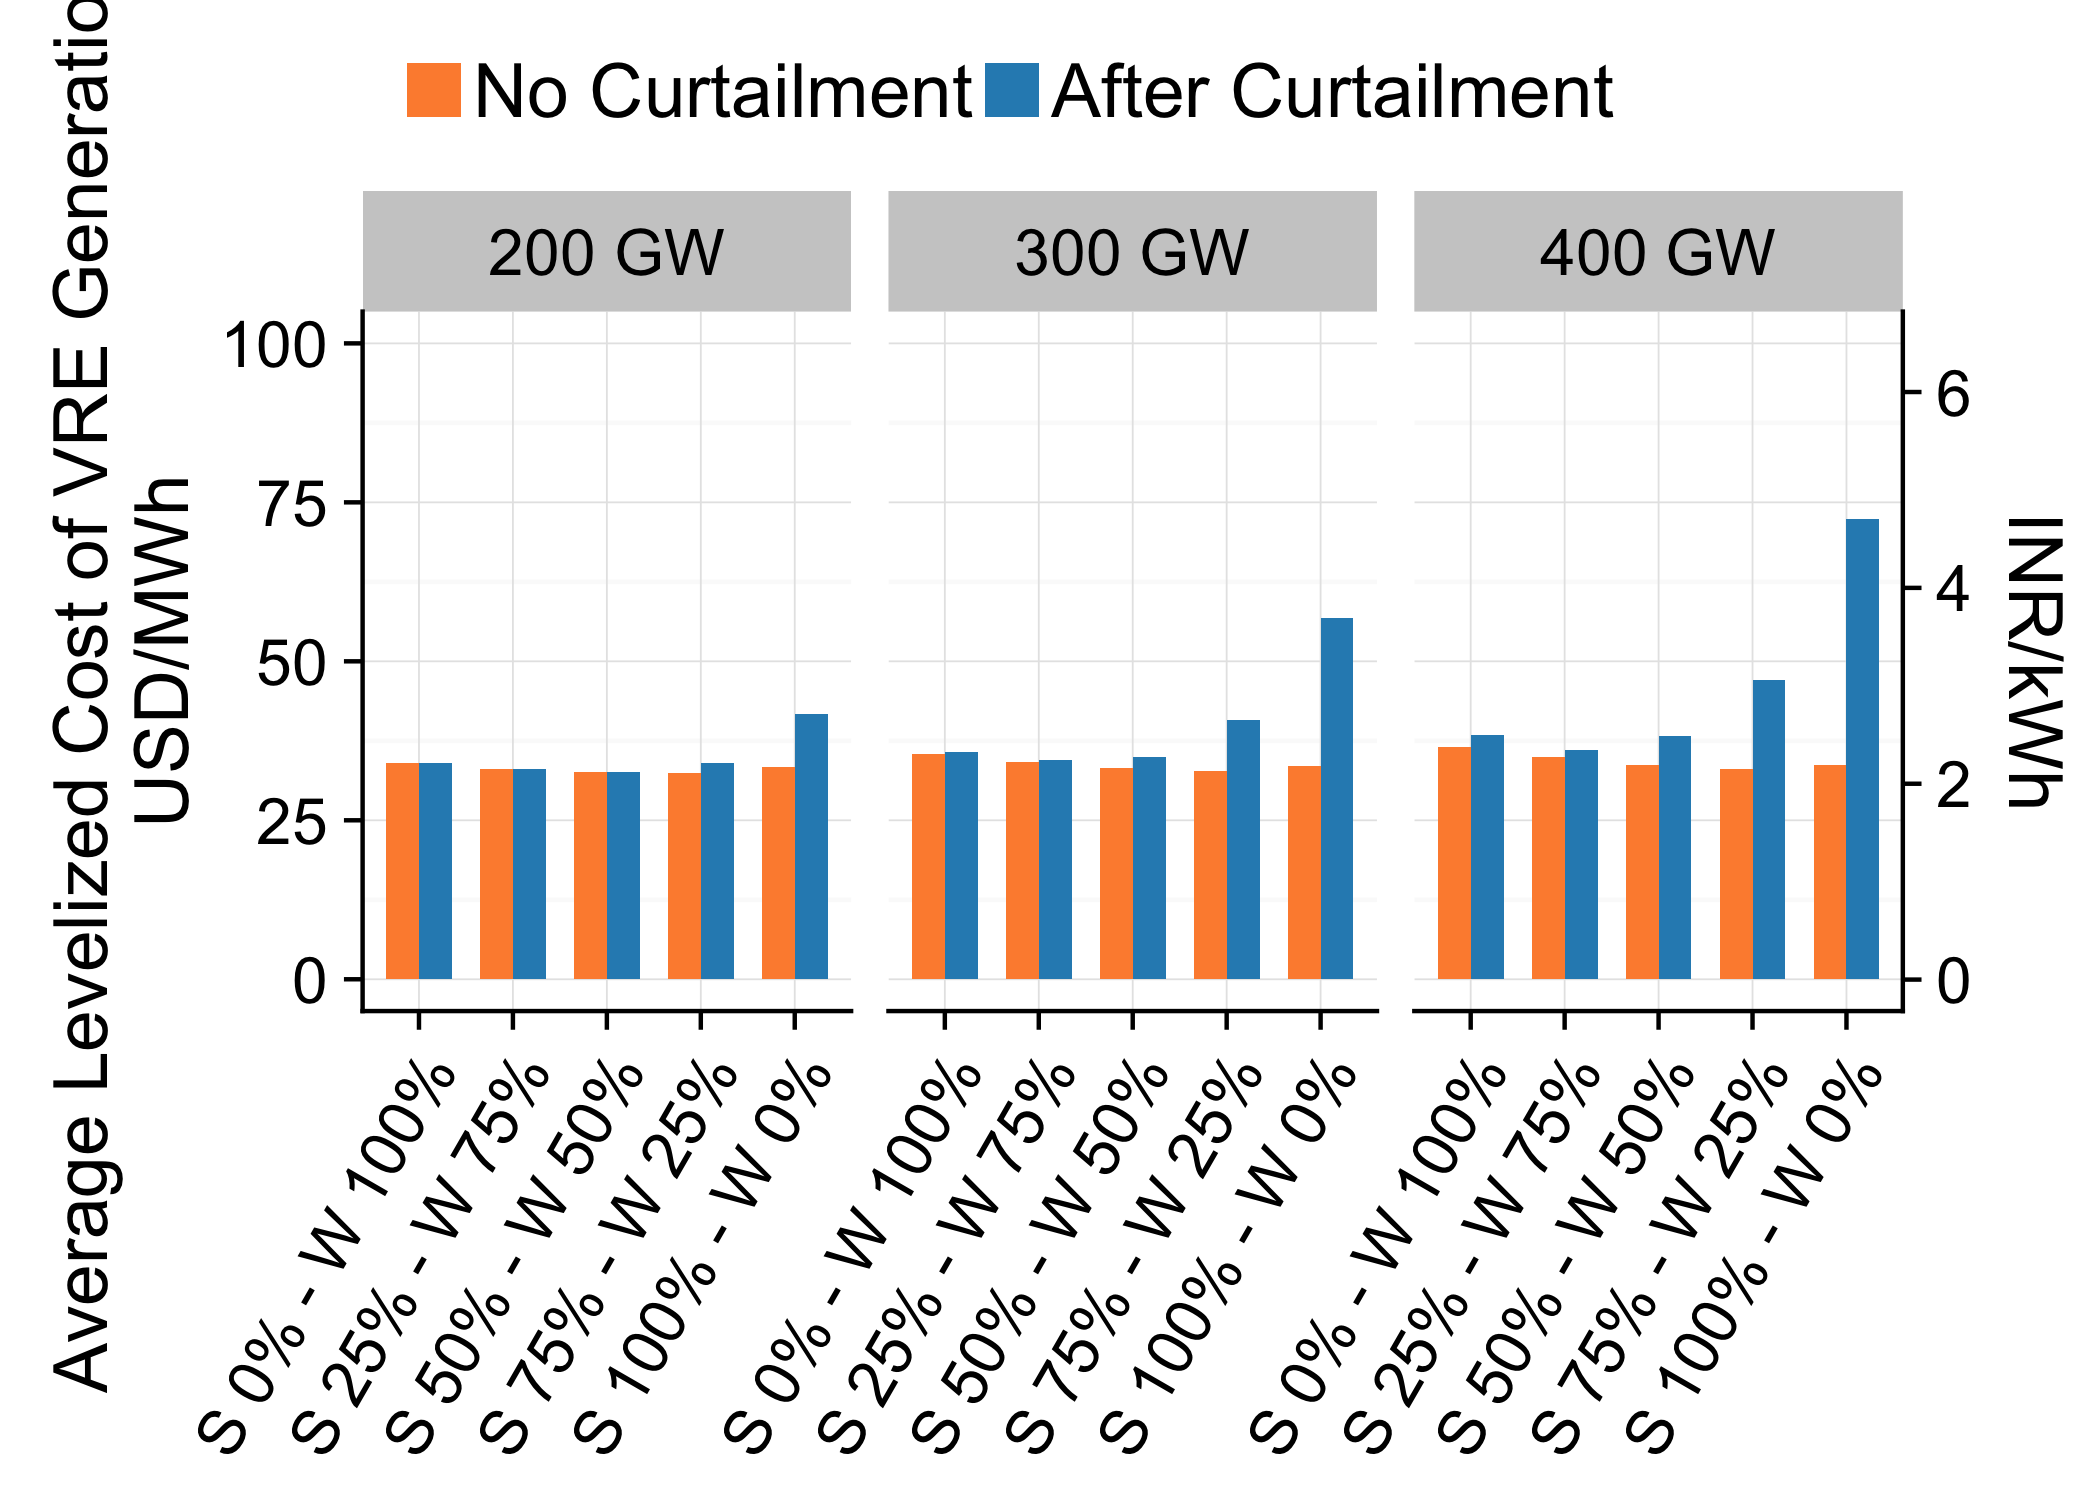 No Curtailment After Curtailment
200 GW 300 GW 400 GW
Average Levelized Cost of VRE Generatio
USD/MWh
100
75
50
25
0
6
4
2
0
INR/kWh
S 0% - W 100%
S 25% - W 75%
S 50% - W 50%
S 75% - W 25%
S 100% - W 0%
S 0% - W 100%
S 25% - W 75%
S 50% - W 50%
S 75% - W 25%
S 100% - W 0%
S 0% - W 100%
S 25% - W 75%
S 50% - W 50%
S 75% - W 25%
S 100% - W 0%